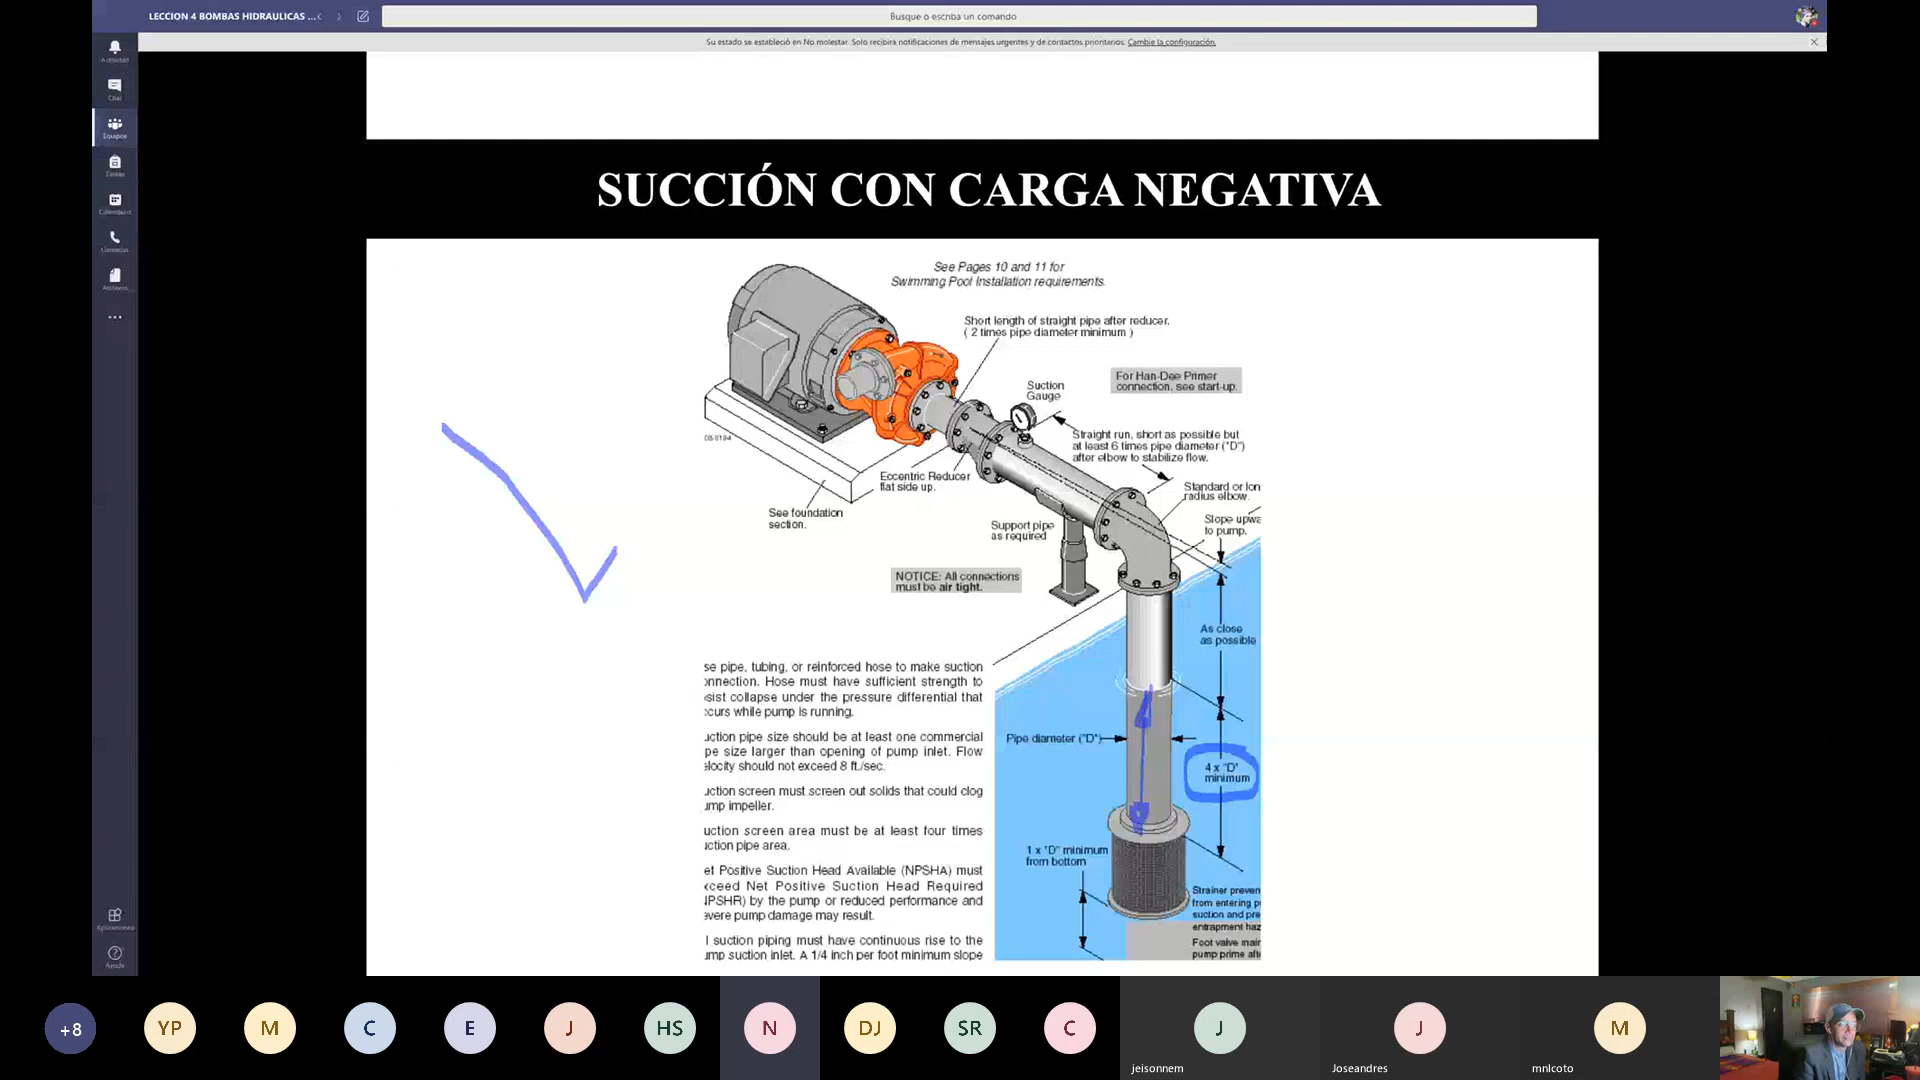 LECCION 4 BOMBAS HIDRAULICAS ...
Busque o escriba un comando
Su estado se estableció en No molestar. Solo recibirá notificaciones de mensajes urgentes y de contactos prioritarios. Cambie la configuración.
Actividad
Chat
Equipos
Tareas
Calendario
Llamadas
Archivos
...
Aplicaciones
Ayuda
SUCCIÓN CON CARGA NEGATIVA
See Pages 10 and 11 for
Swimming Pool Installation requirements.
Short length of straight pipe after reducer.
( 2 times pipe diameter minimum )
For Han-Dee Primer
connection, see start-up.
Suction
Gauge
Straight run, short as possible but
at least 6 times pipe diameter ("D")
after elbow to stabilize flow.
Eccentric Reducer
flat side up.
Standard or lon
radius elbow.
See foundation
section.
Support pipe
as required
Slope upwa
to pump.
NOTICE: All connections
must be air tight.
As close
as possible
se pipe, tubing, or reinforced hose to make suction
onnection. Hose must have sufficient strength to
sist collapse under the pressure differential that
ccurs while pump is running.
uction pipe size should be at least one commercial
pe size larger than opening of pump inlet. Flow
elocity should not exceed 8 ft./sec.
uction screen must screen out solids that could clog
ump impeller.
uction screen area must be at least four times
uction pipe area.
et Positive Suction Head Available (NPSHA) must
xceed Net Positive Suction Head Required
NPSHR) by the pump or reduced performance and
evere pump damage may result.
l suction piping must have continuous rise to the
ump suction inlet. A 1/4 inch per foot minimum slope
Pipe diameter ("D")
4 x "D"
minimum
1 x "D" minimum
from bottom
Strainer preven
from entering p
suction and pre
entrapment haz
Foot valve main
pump prime aft
+8
YP
M
C
E
J
HS
N
DJ
SR
C
J
J
M
jeisonnem
Joseandres
mnlcoto